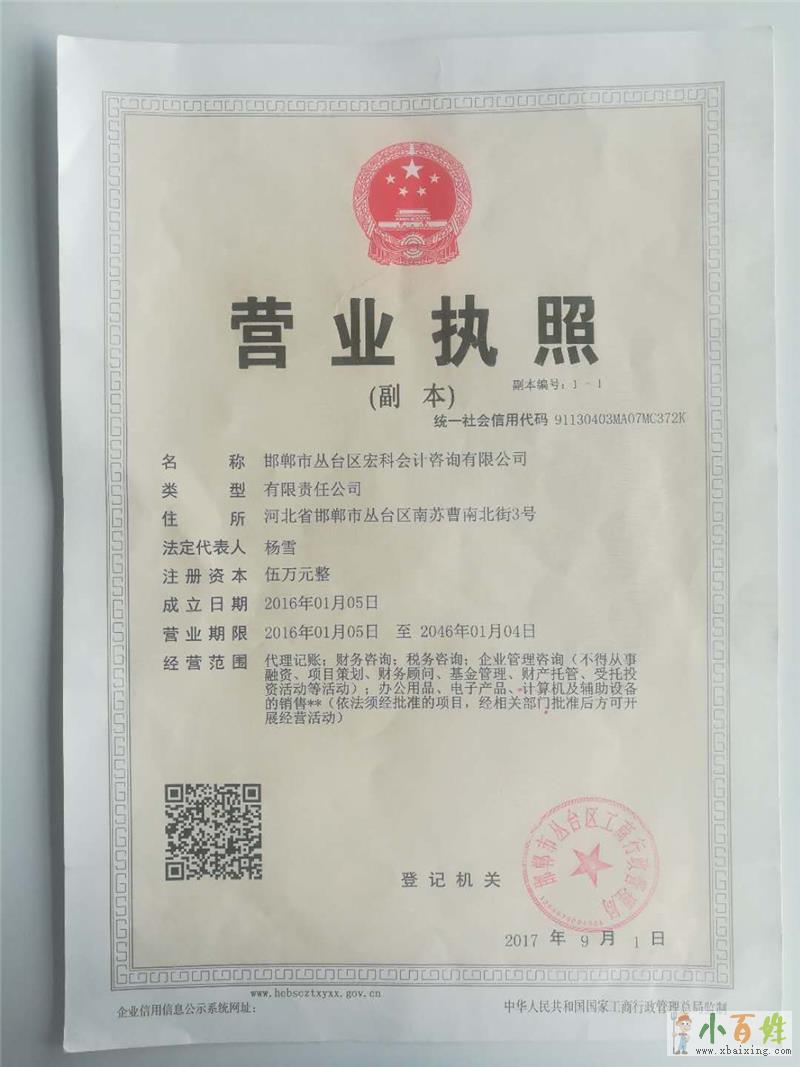 营业执照
(副 本)
副本编号：1 - 1
统一社会信用代码 91130403MA07MC372K
名 称 邯郸市丛台区宏科会计咨询有限公司
类 型 有限责任公司
住 所 河北省邯郸市丛台区南苏曹南北街3号
法定代表人 杨雪
注册资本 伍万元整
成立日期 2016年01月05日
营业期限 2016年01月05日 至 2046年01月04日
经营范围 代理记账；财务咨询；税务咨询；企业管理咨询（不得从事
融资、项目策划、财务顾问、基金管理、财产托管、受托投
资活动等活动）；办公用品、电子产品、计算机及辅助设备
的销售**（依法须经批准的项目，经相关部门批准后方可开
展经营活动）
邯郸市丛台区工商行政管理局
登记机关
2017 年 9 月 1 日
www.hebscztxyxx.gov.cn
企业信用信息公示系统网址：
中华人民共和国国家工商行政管理总局监制
小百姓
www.xbaixing.com